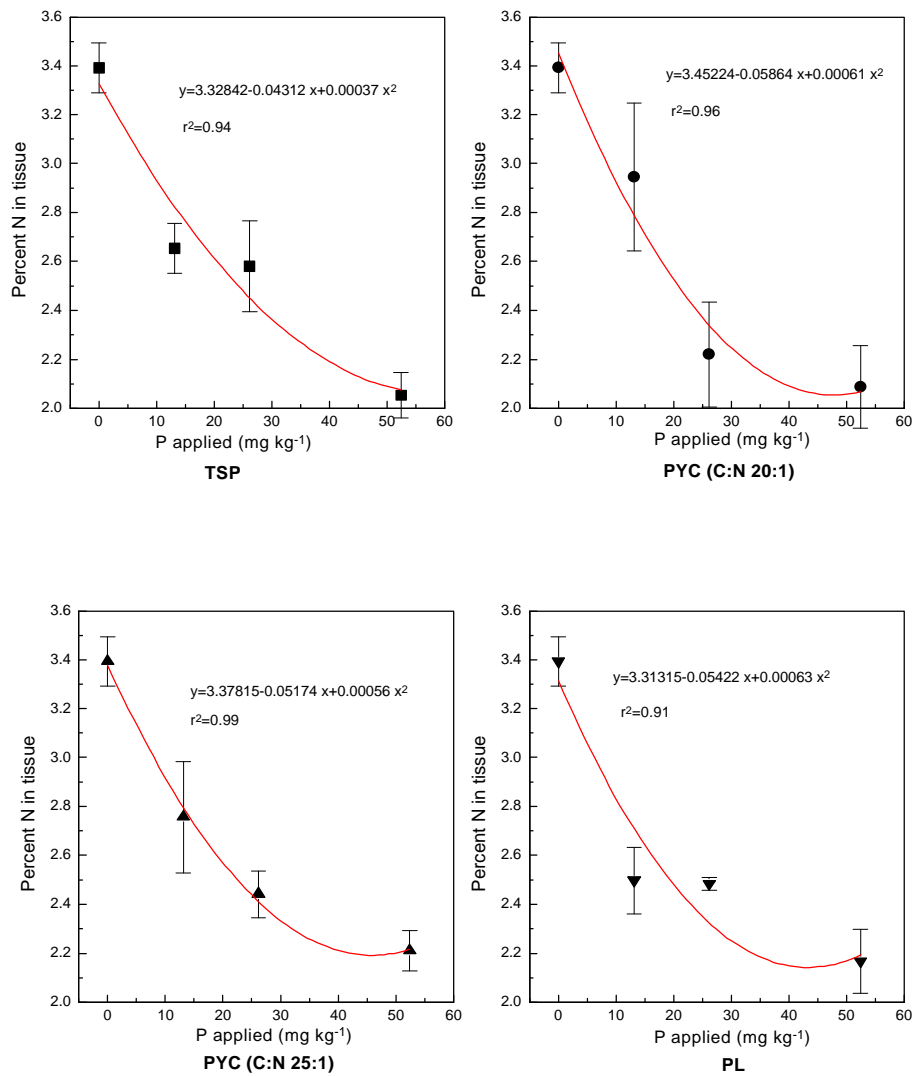 Percent N in tissue
3.6
3.4
3.2
3.0
2.8
2.6
2.4
2.2
2.0
y=3.32842-0.04312 x+0.00037 x²
r²=0.94
0 10 20 30 40 50 60
P applied (mg kg⁻¹)
TSP
Percent N in tissue
3.6
3.4
3.2
3.0
2.8
2.6
2.4
2.2
2.0
y=3.45224-0.05864 x+0.00061 x²
r²=0.96
0 10 20 30 40 50 60
P applied (mg kg⁻¹)
PYC (C:N 20:1)
Percent N in tissue
3.6
3.4
3.2
3.0
2.8
2.6
2.4
2.2
2.0
y=3.37815-0.05174 x+0.00056 x²
r²=0.99
0 10 20 30 40 50 60
P applied (mg kg⁻¹)
PYC (C:N 25:1)
Percent N in tissue
3.6
3.4
3.2
3.0
2.8
2.6
2.4
2.2
2.0
y=3.31315-0.05422 x+0.00063 x²
r²=0.91
0 10 20 30 40 50 60
P applied (mg kg⁻¹)
PL